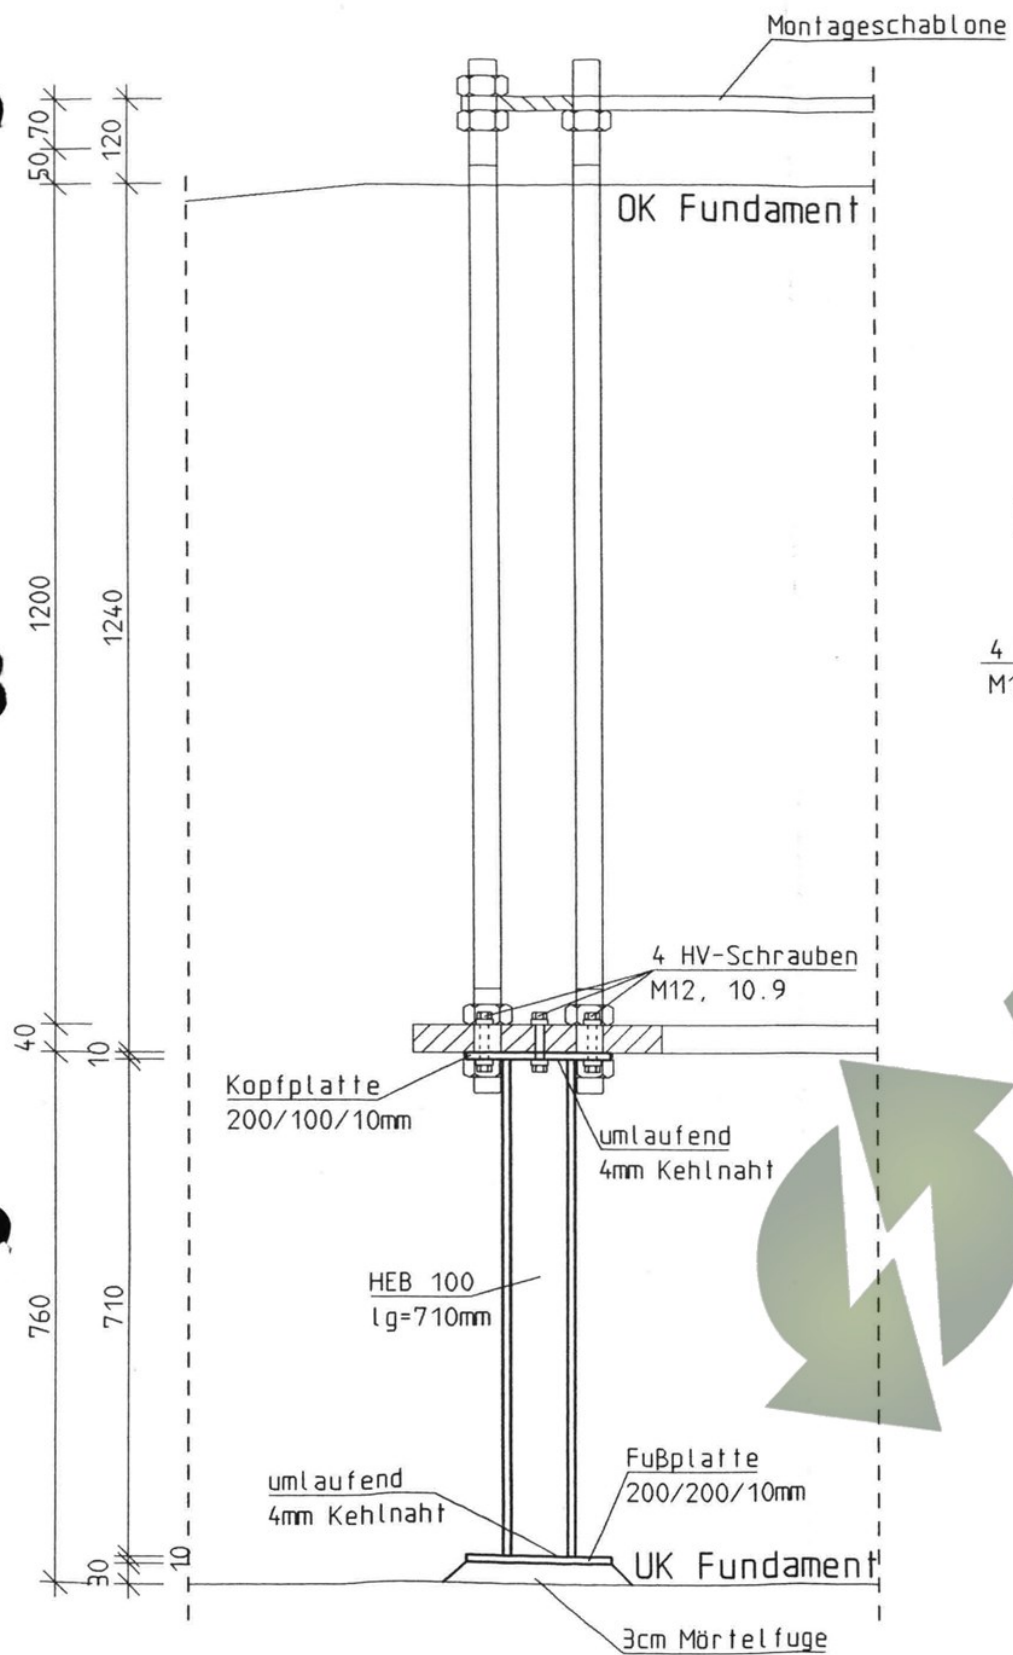 Montageschablone
70
50
120
OK Fundament
1200
1240
4
M1
4 HV-Schrauben
M12, 10.9
40
10
Kopfplatte
200/100/10mm
umlaufend
4mm Kehlnaht
HEB 100
lg=710mm
760
710
Fußplatte
200/200/10mm
umlaufend
4mm Kehlnaht
10
30
UK Fundament
3cm Mörtelfuge